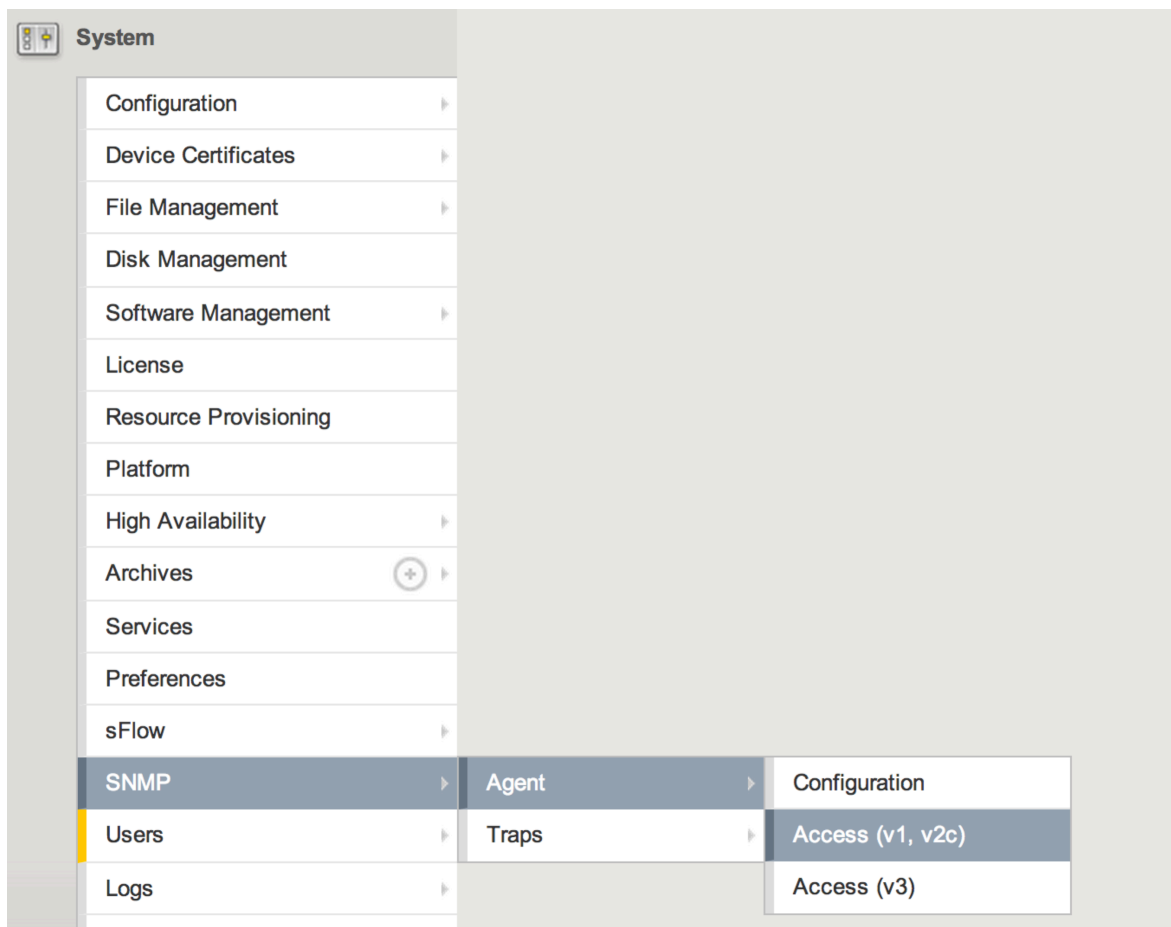 System
Configuration
Device Certificates
File Management
Disk Management
Software Management
License
Resource Provisioning
Platform
High Availability
Archives
Services
Preferences
sFlow
SNMP
Users
Logs
Agent
Traps
Configuration
Access (v1, v2c)
Access (v3)